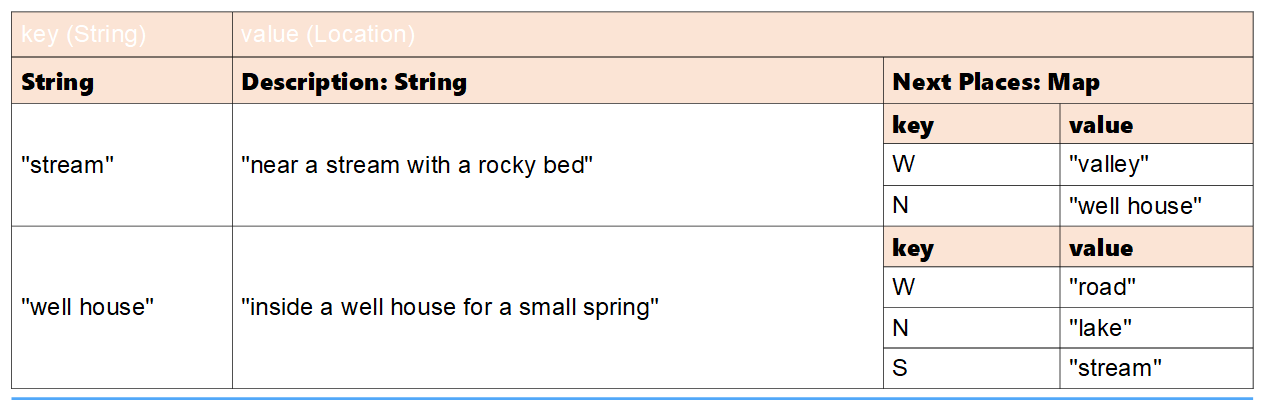 key (String) value (Location)
String Description: String Next Places: Map
key value
"stream" "near a stream with a rocky bed" W "valley"
N "well house"
key value
"well house" "inside a well house for a small spring" W "road"
N "lake"
S "stream"